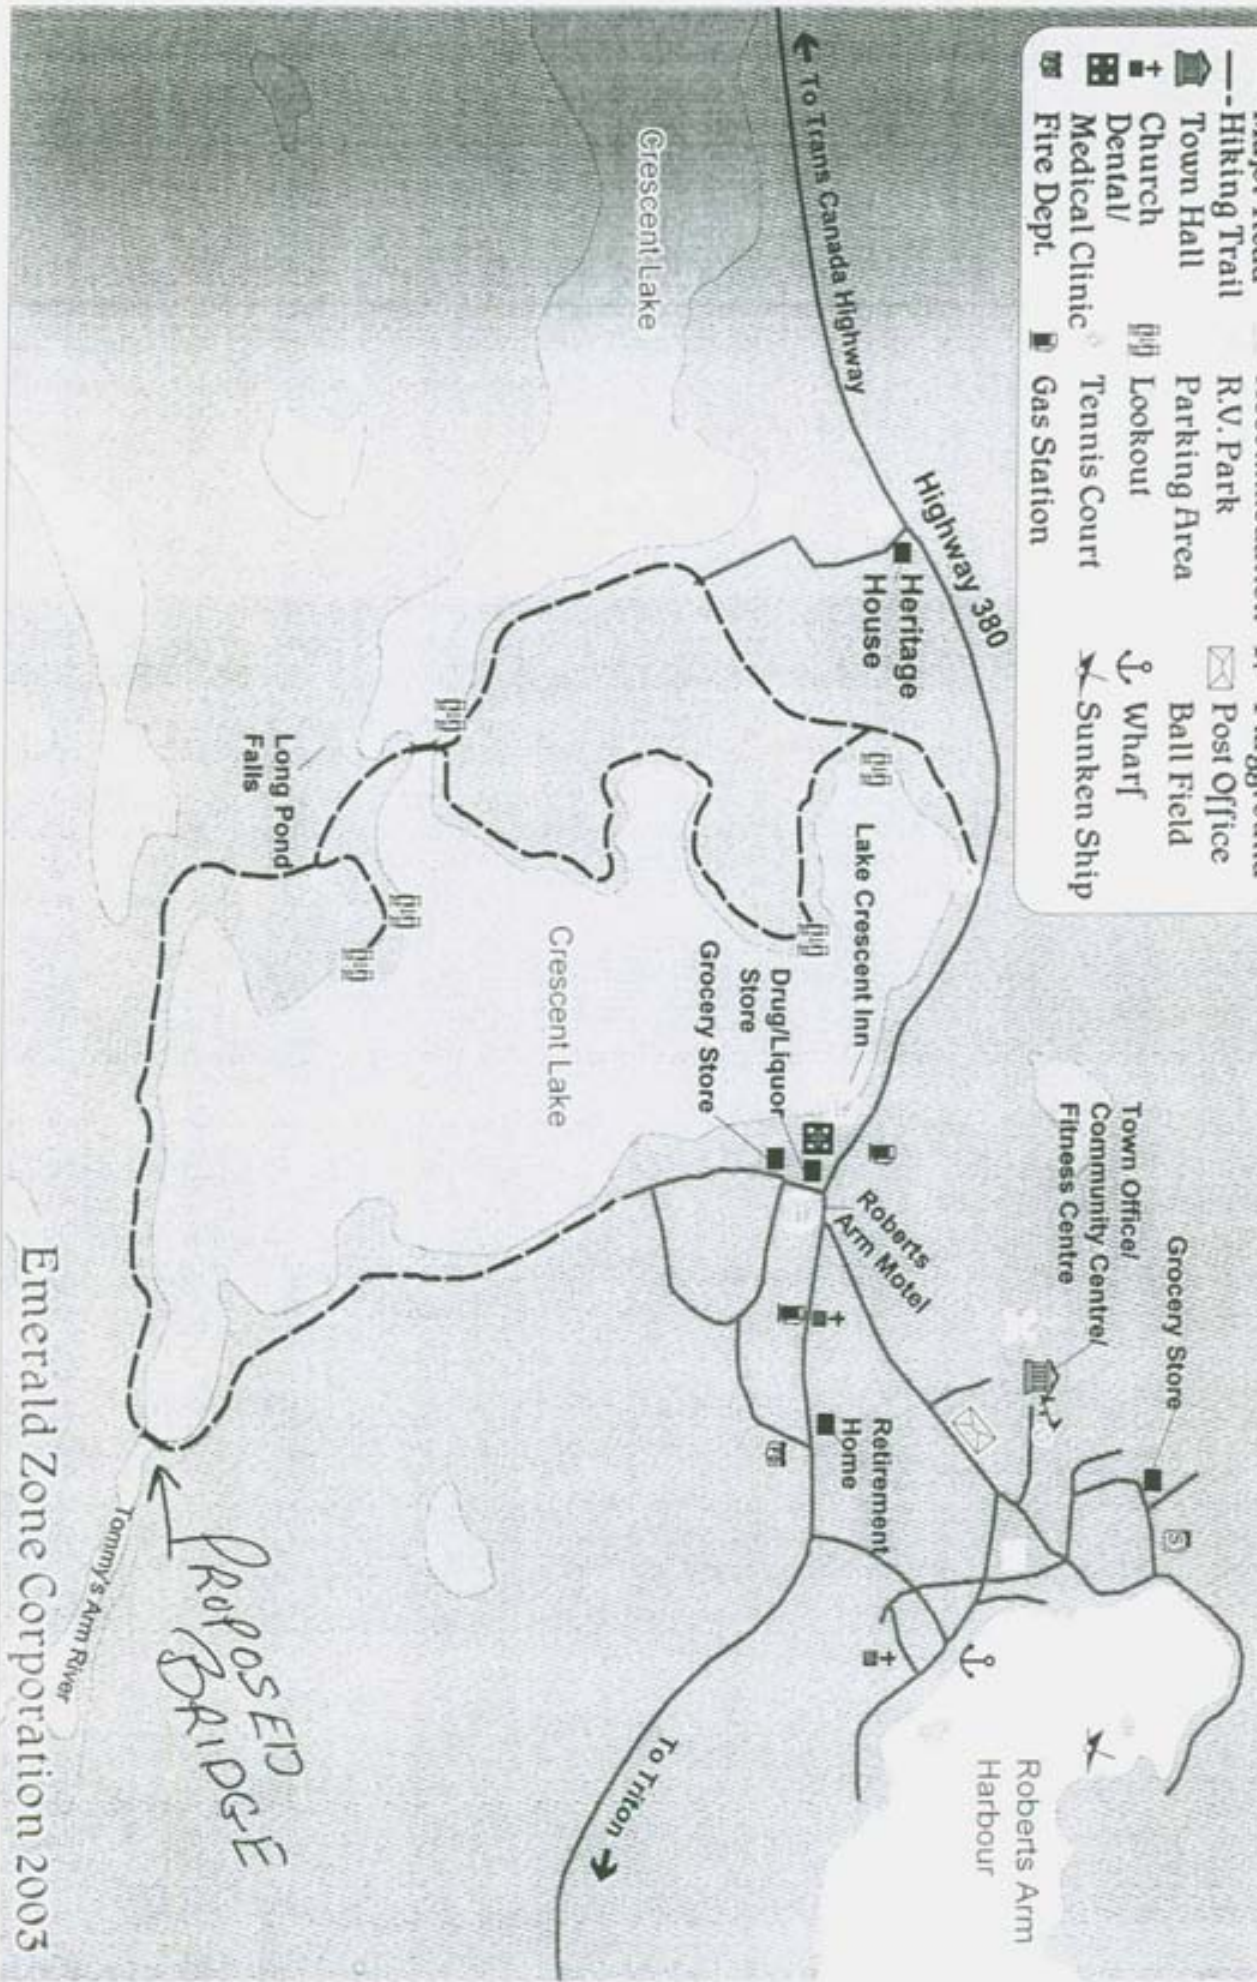 Hiking Trail
Town Hall
Church
Dental/
Medical Clinic
Fire Dept.
R.V. Park
Parking Area
Lookout
Tennis Court
Gas Station
Post Office
Ball Field
Wharf
Sunken Ship
← To Trans Canada Highway
Highway 380
Heritage
House
Crescent Lake
Lake Crescent Inn
Drug/Liquor
Store
Grocery Store
Crescent Lake
Long Pond
Falls
Town Office/
Community Centre/
Fitness Centre
Grocery Store
Roberts
Arm Motel
Retirement
Home
S
Roberts Arm
Harbour
To Triton →
Tommy's Arm River
PROPOSED
BRIDGE
Emerald Zone Corporation 2003